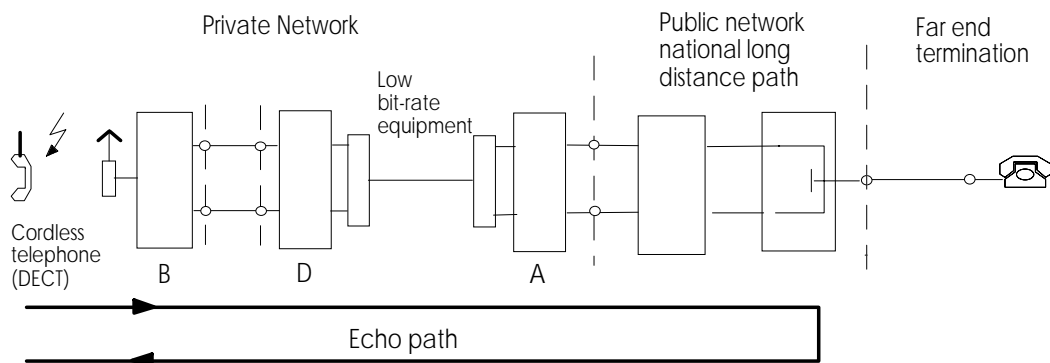 Private Network
Public network
national long
distance path
Far end
termination
Low
bit-rate
equipment
Cordless
telephone
(DECT)
B
D
A
Echo path